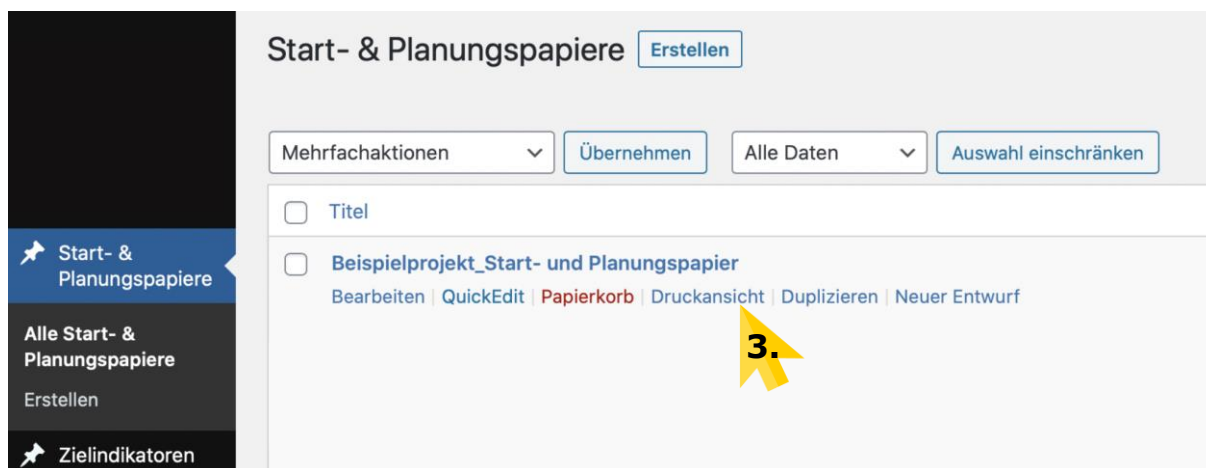 Start- & Planungspapiere Erstellen
Mehrfachaktionen Übernehmen Alle Daten Auswahl einschränken
Titel
Beispielprojekt_Start- und Planungspapier
Bearbeiten | QuickEdit | Papierkorb | Druckansicht | Duplizieren | Neuer Entwurf
3.
Start- &
Planungspapiere
Alle Start- &
Planungspapiere
Erstellen
Zielindikatoren